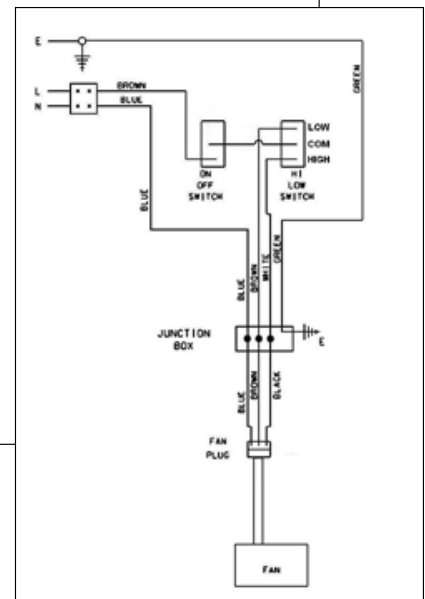 E
GREEN
L
BROWN
N
BLUE
LOW
COM
HIGH
ON
OFF
SWITCH
HI
LOW
SWITCH
BLUE
BLUE
BROWN
WHITE
GREEN
JUNCTION
BOX
E
BLUE
BROWN
BLACK
FAN
PLUG
FAN